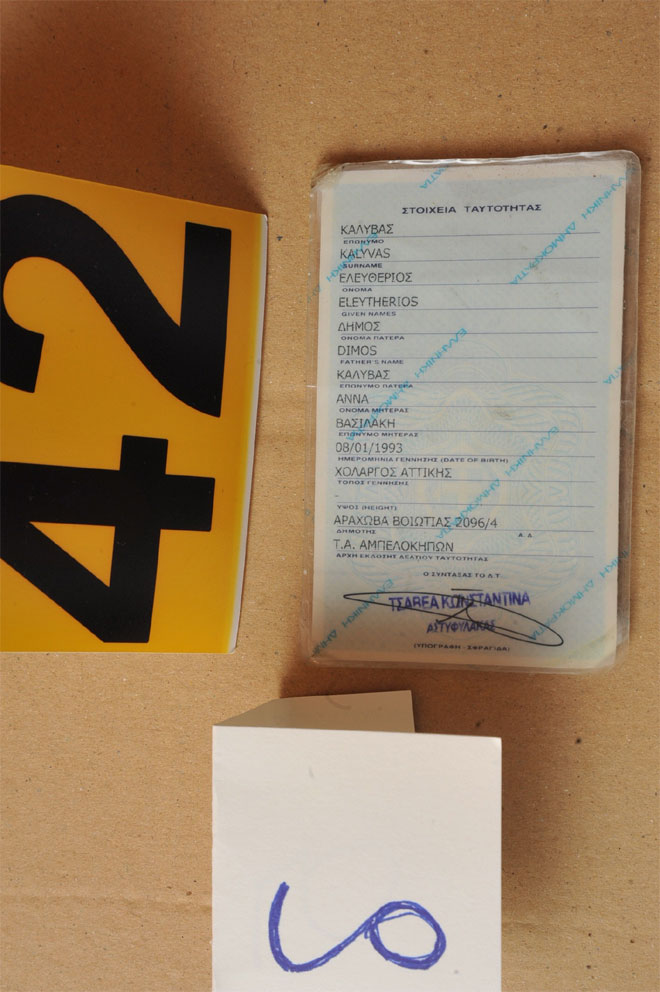 42
ΣΤΟΙΧΕΙΑ ΤΑΥΤΟΤΗΤΑΣ
ΚΑΛΥΒΑΣ
ΕΠΩΝΥΜΟ
KALYVAS
SURNAME
ΕΛΕΥΘΕΡΙΟΣ
ΟΝΟΜΑ
ELEYTHERIOS
GIVEN NAMES
ΔΗΜΟΣ
ΟΝΟΜΑ ΠΑΤΕΡΑ
DIMOS
FATHER'S NAME
ΚΑΛΥΒΑΣ
ΕΠΩΝΥΜΟ ΠΑΤΕΡΑ
ΑΝΝΑ
ΟΝΟΜΑ ΜΗΤΕΡΑΣ
ΒΑΣΙΛΑΚΗ
ΕΠΩΝΥΜΟ ΜΗΤΕΡΑΣ
08/01/1993
ΗΜΕΡΟΜΗΝΙΑ ΓΕΝΝΗΣΗΣ (DATE OF BIRTH)
ΧΟΛΑΡΓΟΣ ΑΤΤΙΚΗΣ
ΤΟΠΟΣ ΓΕΝΝΗΣΗΣ
-
ΥΨΟΣ (HEIGHT)
ΑΡΑΧΩΒΑ ΒΟΙΩΤΙΑΣ 2096/4
ΔΗΜΟΤΗΣ Α.Α
Τ.Α. ΑΜΠΕΛΟΚΗΠΩΝ
ΑΡΧΗ ΕΚΔΟΣΗΣ ΔΕΛΤΙΟΥ ΤΑΥΤΟΤΗΤΑΣ
Ο ΣΥΝΤΑΞΑΣ ΤΟ Δ.Τ.
ΤΣΑΒΕΑ ΚΩΝΣΤΑΝΤΙΝΑ
ΑΣΤΥΦΥΛΑΚΑΣ
(ΥΠΟΓΡΑΦΗ - ΣΦΡΑΓΙΔΑ)
ΕΛΛΗΝΙΚΗ ΔΗΜΟΚΡΑΤΙΑ